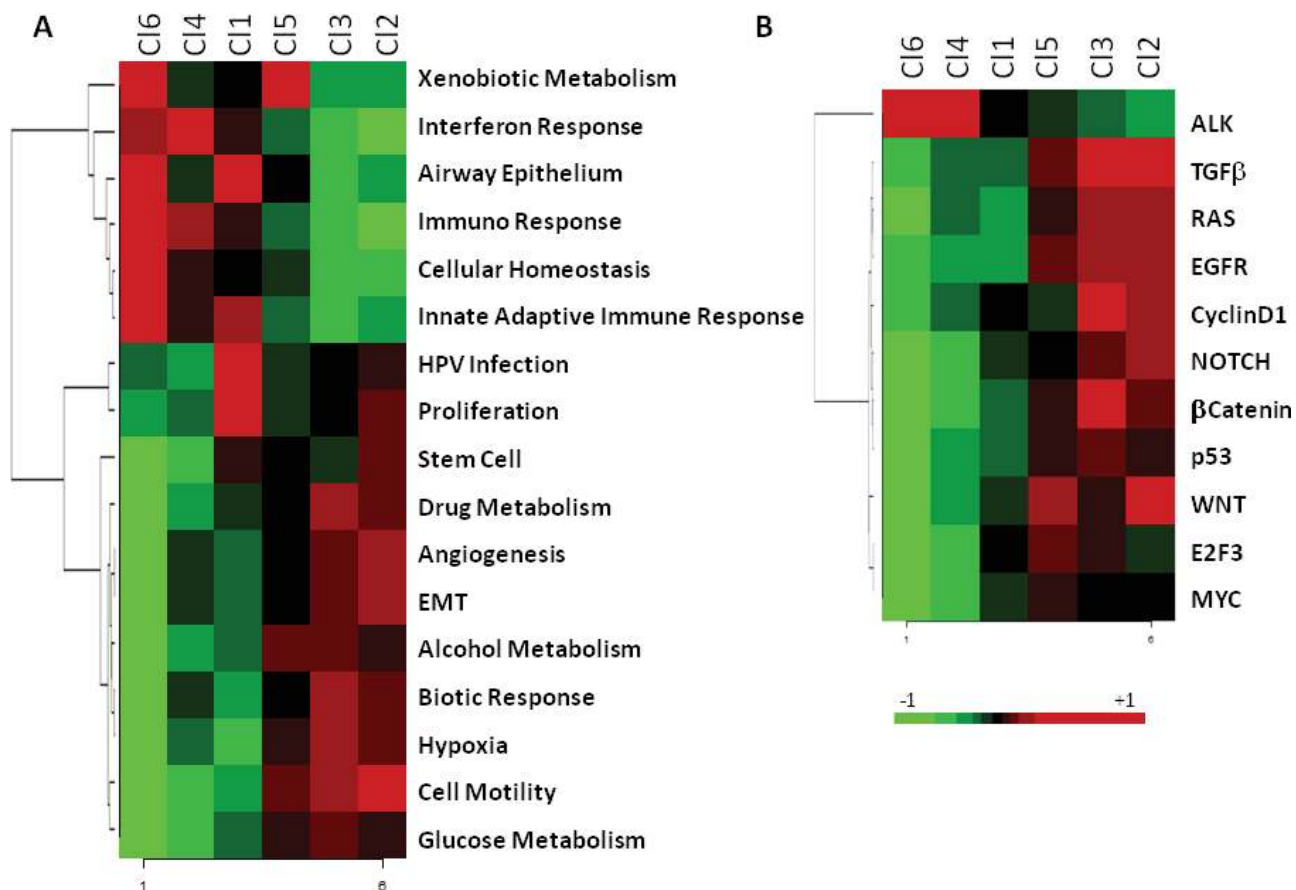 A
Cl6 Cl4 Cl1 Cl5 Cl3 Cl2
Xenobiotic Metabolism
Interferon Response
Airway Epithelium
Immuno Response
Cellular Homeostasis
Innate Adaptive Immune Response
HPV Infection
Proliferation
Stem Cell
Drug Metabolism
Angiogenesis
EMT
Alcohol Metabolism
Biotic Response
Hypoxia
Cell Motility
Glucose Metabolism
1 6
B
Cl6 Cl4 Cl1 Cl5 Cl3 Cl2
ALK
TGFβ
RAS
EGFR
CyclinD1
NOTCH
βCatenin
p53
WNT
E2F3
MYC
1 6
-1 +1